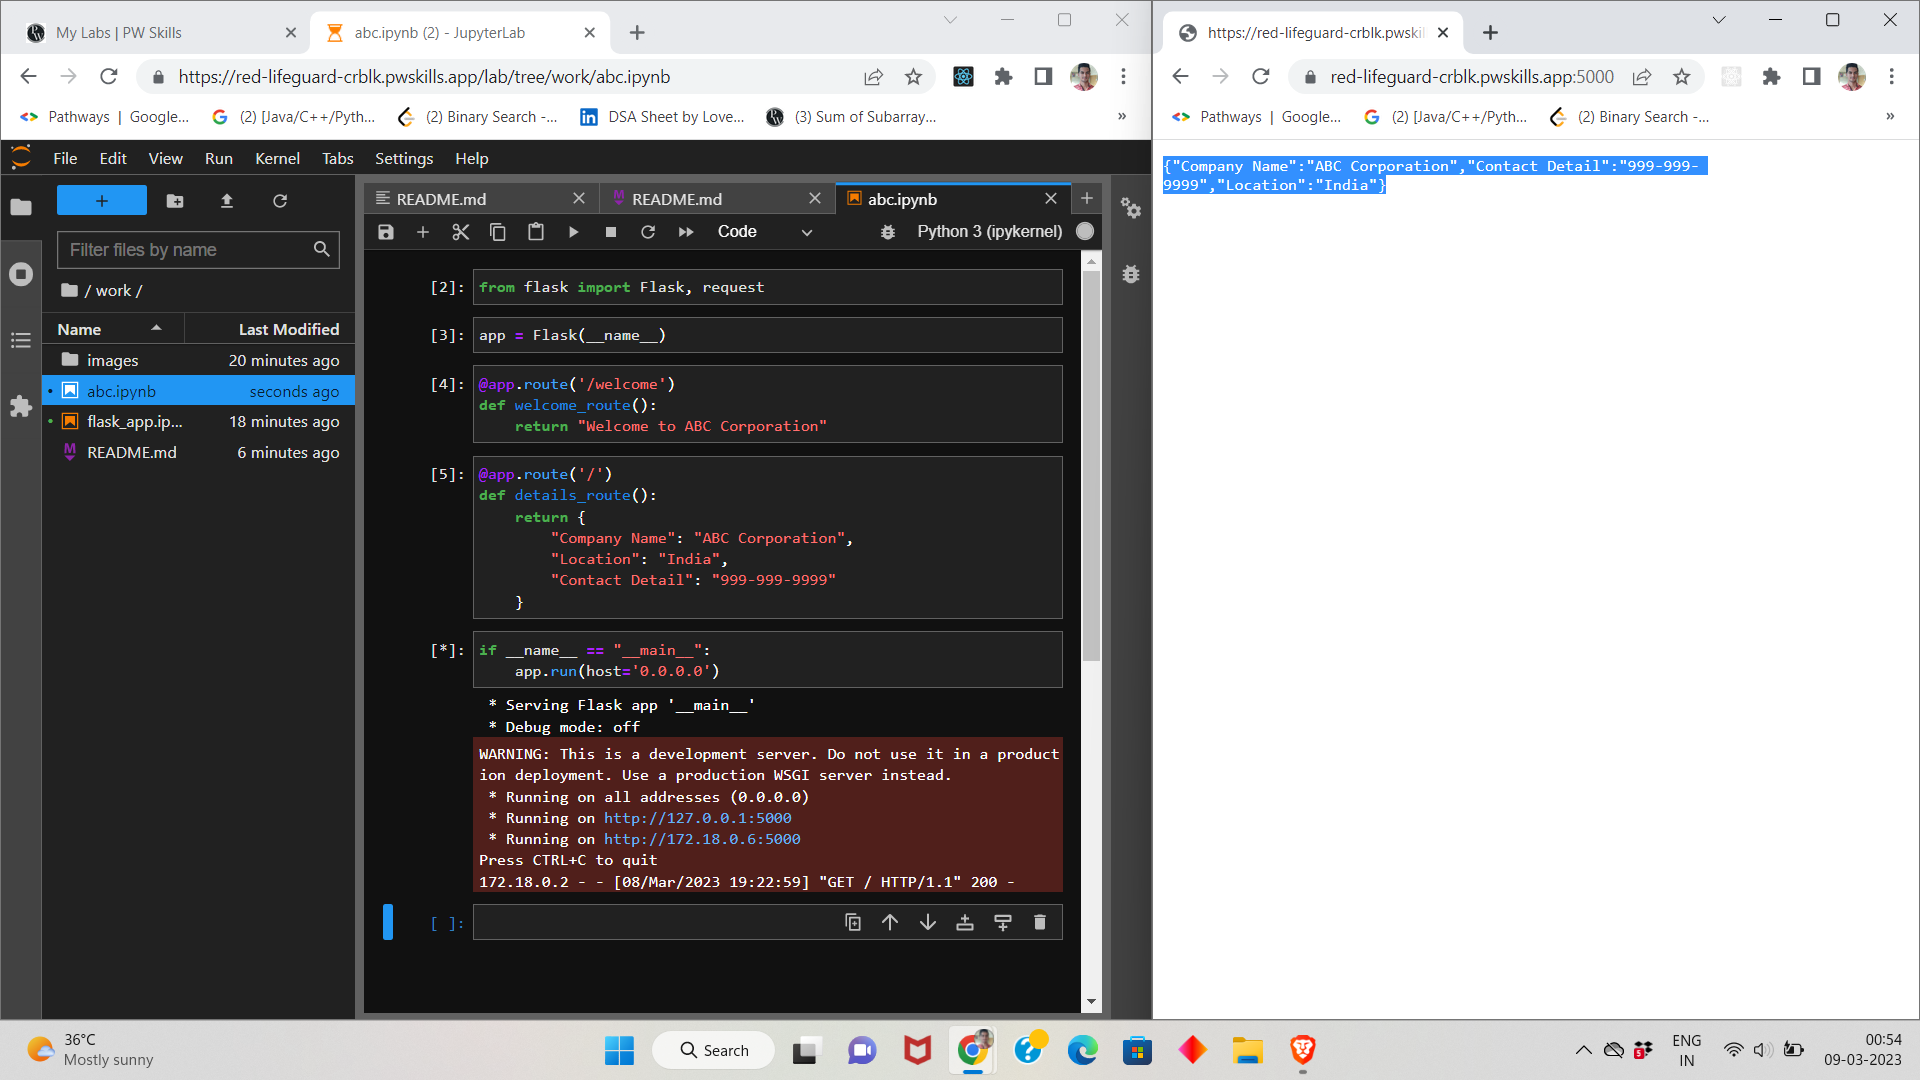 My Labs | PW Skills
abc.ipynb (2) - JupyterLab
https://red-lifeguard-crblk.pwskills.app/lab/tree/work/abc.ipynb
Pathways | Google...
(2) [Java/C++/Pyth...
(2) Binary Search -...
DSA Sheet by Love...
(3) Sum of Subarray...
»
File Edit View Run Kernel Tabs Settings Help
+
Filter files by name
/ work /
Name Last Modified
images 20 minutes ago
abc.ipynb seconds ago
flask_app.ip... 18 minutes ago
README.md 6 minutes ago
README.md
README.md
abc.ipynb
Code
Python 3 (ipykernel)
[2]: from flask import Flask, request
[3]: app = Flask(__name__)
[4]: @app.route('/welcome')
def welcome_route():
    return "Welcome to ABC Corporation"
[5]: @app.route('/')
def details_route():
    return {
        "Company Name": "ABC Corporation",
        "Location": "India",
        "Contact Detail": "999-999-9999"
    }
[*]: if __name__ == "__main__":
    app.run(host='0.0.0.0')
 * Serving Flask app '__main__'
 * Debug mode: off
WARNING: This is a development server. Do not use it in a product
ion deployment. Use a production WSGI server instead.
 * Running on all addresses (0.0.0.0)
 * Running on http://127.0.0.1:5000
 * Running on http://172.18.0.6:5000
Press CTRL+C to quit
172.18.0.2 - - [08/Mar/2023 19:22:59] "GET / HTTP/1.1" 200 -
[ ]:
https://red-lifeguard-crblk.pwskil
red-lifeguard-crblk.pwskills.app:5000
Pathways | Google...
(2) [Java/C++/Pyth...
(2) Binary Search -...
»
{"Company Name":"ABC Corporation","Contact Detail":"999-999-
9999","Location":"India"}
36°C
Mostly sunny
Search
ENG
IN
00:54
09-03-2023